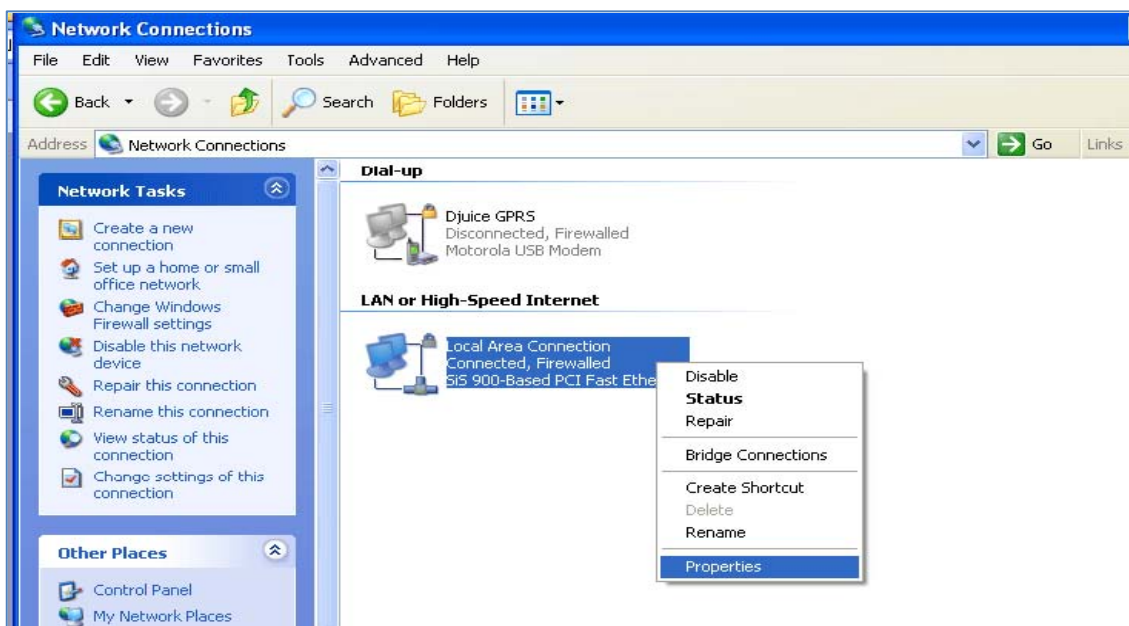 Network Connections
File Edit View Favorites Tools Advanced Help
Back Search Folders
Address Network Connections Go Links
Network Tasks
Create a new
connection
Set up a home or small
office network
Change Windows
Firewall settings
Disable this network
device
Repair this connection
Rename this connection
View status of this
connection
Change settings of this
connection
Other Places
Control Panel
My Network Places
Dial-up
Djuice GPRS
Disconnected, Firewalled
Motorola USB Modem
LAN or High-Speed Internet
Local Area Connection
Connected, Firewalled
SiS 900-Based PCI Fast Ethe
Disable
Status
Repair
Bridge Connections
Create Shortcut
Delete
Rename
Properties